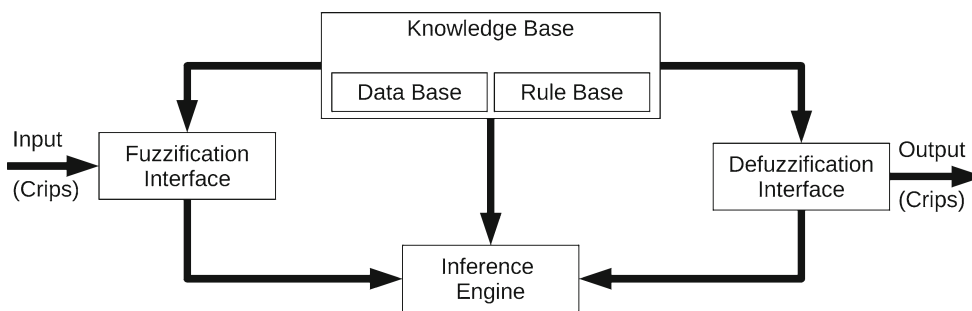 Knowledge Base
Data Base
Rule Base
Input
(Crips)
Fuzzification
Interface
Defuzzification
Interface
Output
(Crips)
Inference
Engine